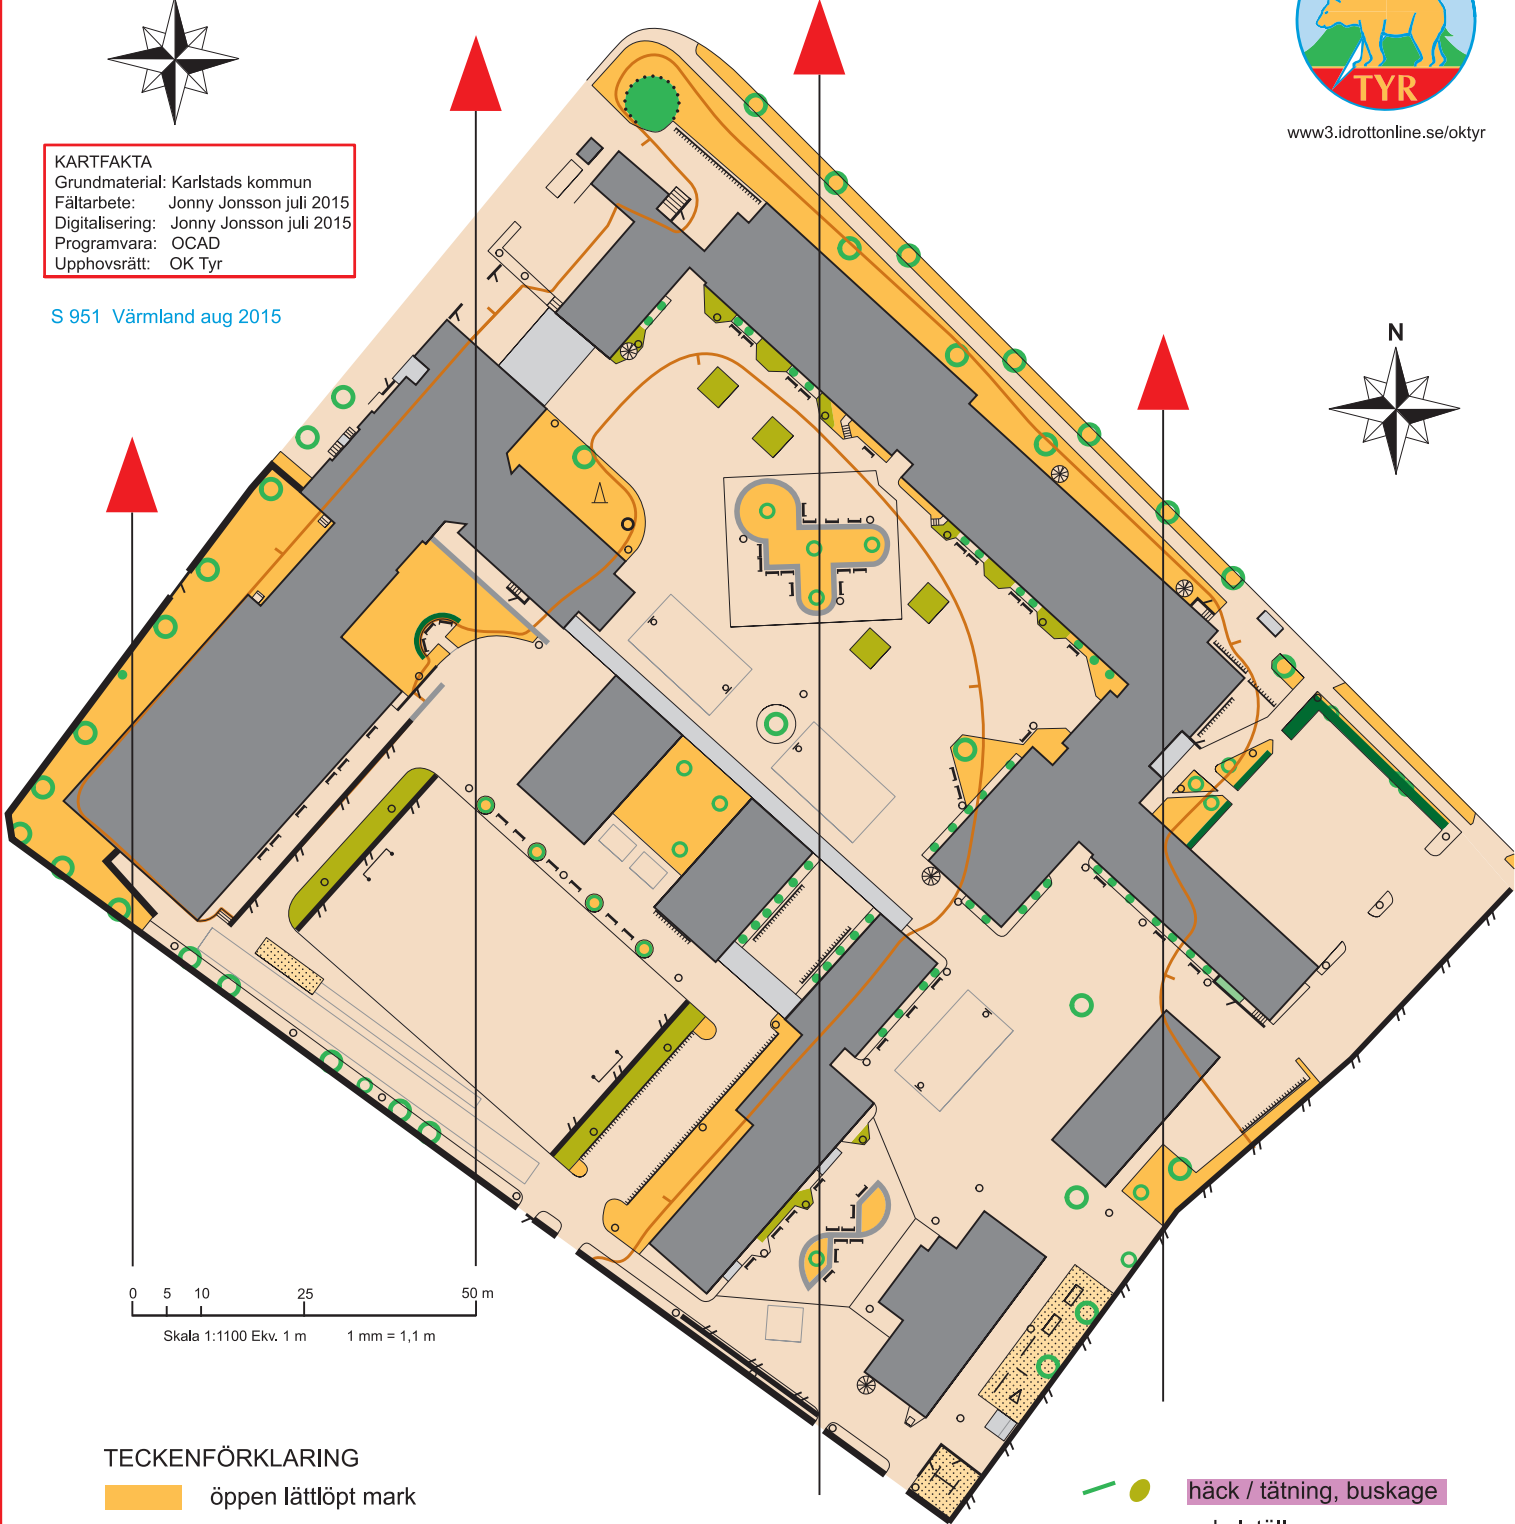 TYR
www3.idrottonline.se/oktyr
KARTFAKTA
Grundmaterial: Karlstads kommun
Fältarbete: Jonny Jonsson juli 2015
Digitalisering: Jonny Jonsson juli 2015
Programvara: OCAD
Upphovsrätt: OK Tyr
S 951 Värmland aug 2015
N
0 5 10 25 50 m
Skala 1:1100 Ekv. 1 m 1 mm = 1,1 m
TECKENFÖRKLARING
öppen lättlöpt mark
häck / tätning, buskage